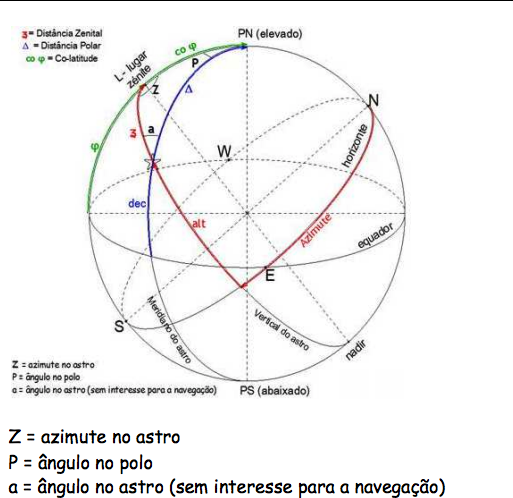 ʒ = Distância Zenital
Δ = Distância Polar
co φ = Co-latitude
PN (elevado)
co φ
P
L - lugar
zénite
Z
Δ
N
φ
ʒ
a
W
horizonte
dec
alt
Azimute
equador
E
S
Meridiano do astro
Vertical do astro
nadir
PS (abaixado)
Z = azimute no astro
P = ângulo no polo
a = ângulo no astro (sem interesse para a navegação)
Z = azimute no astro
P = ângulo no polo
a = ângulo no astro (sem interesse para a navegação)